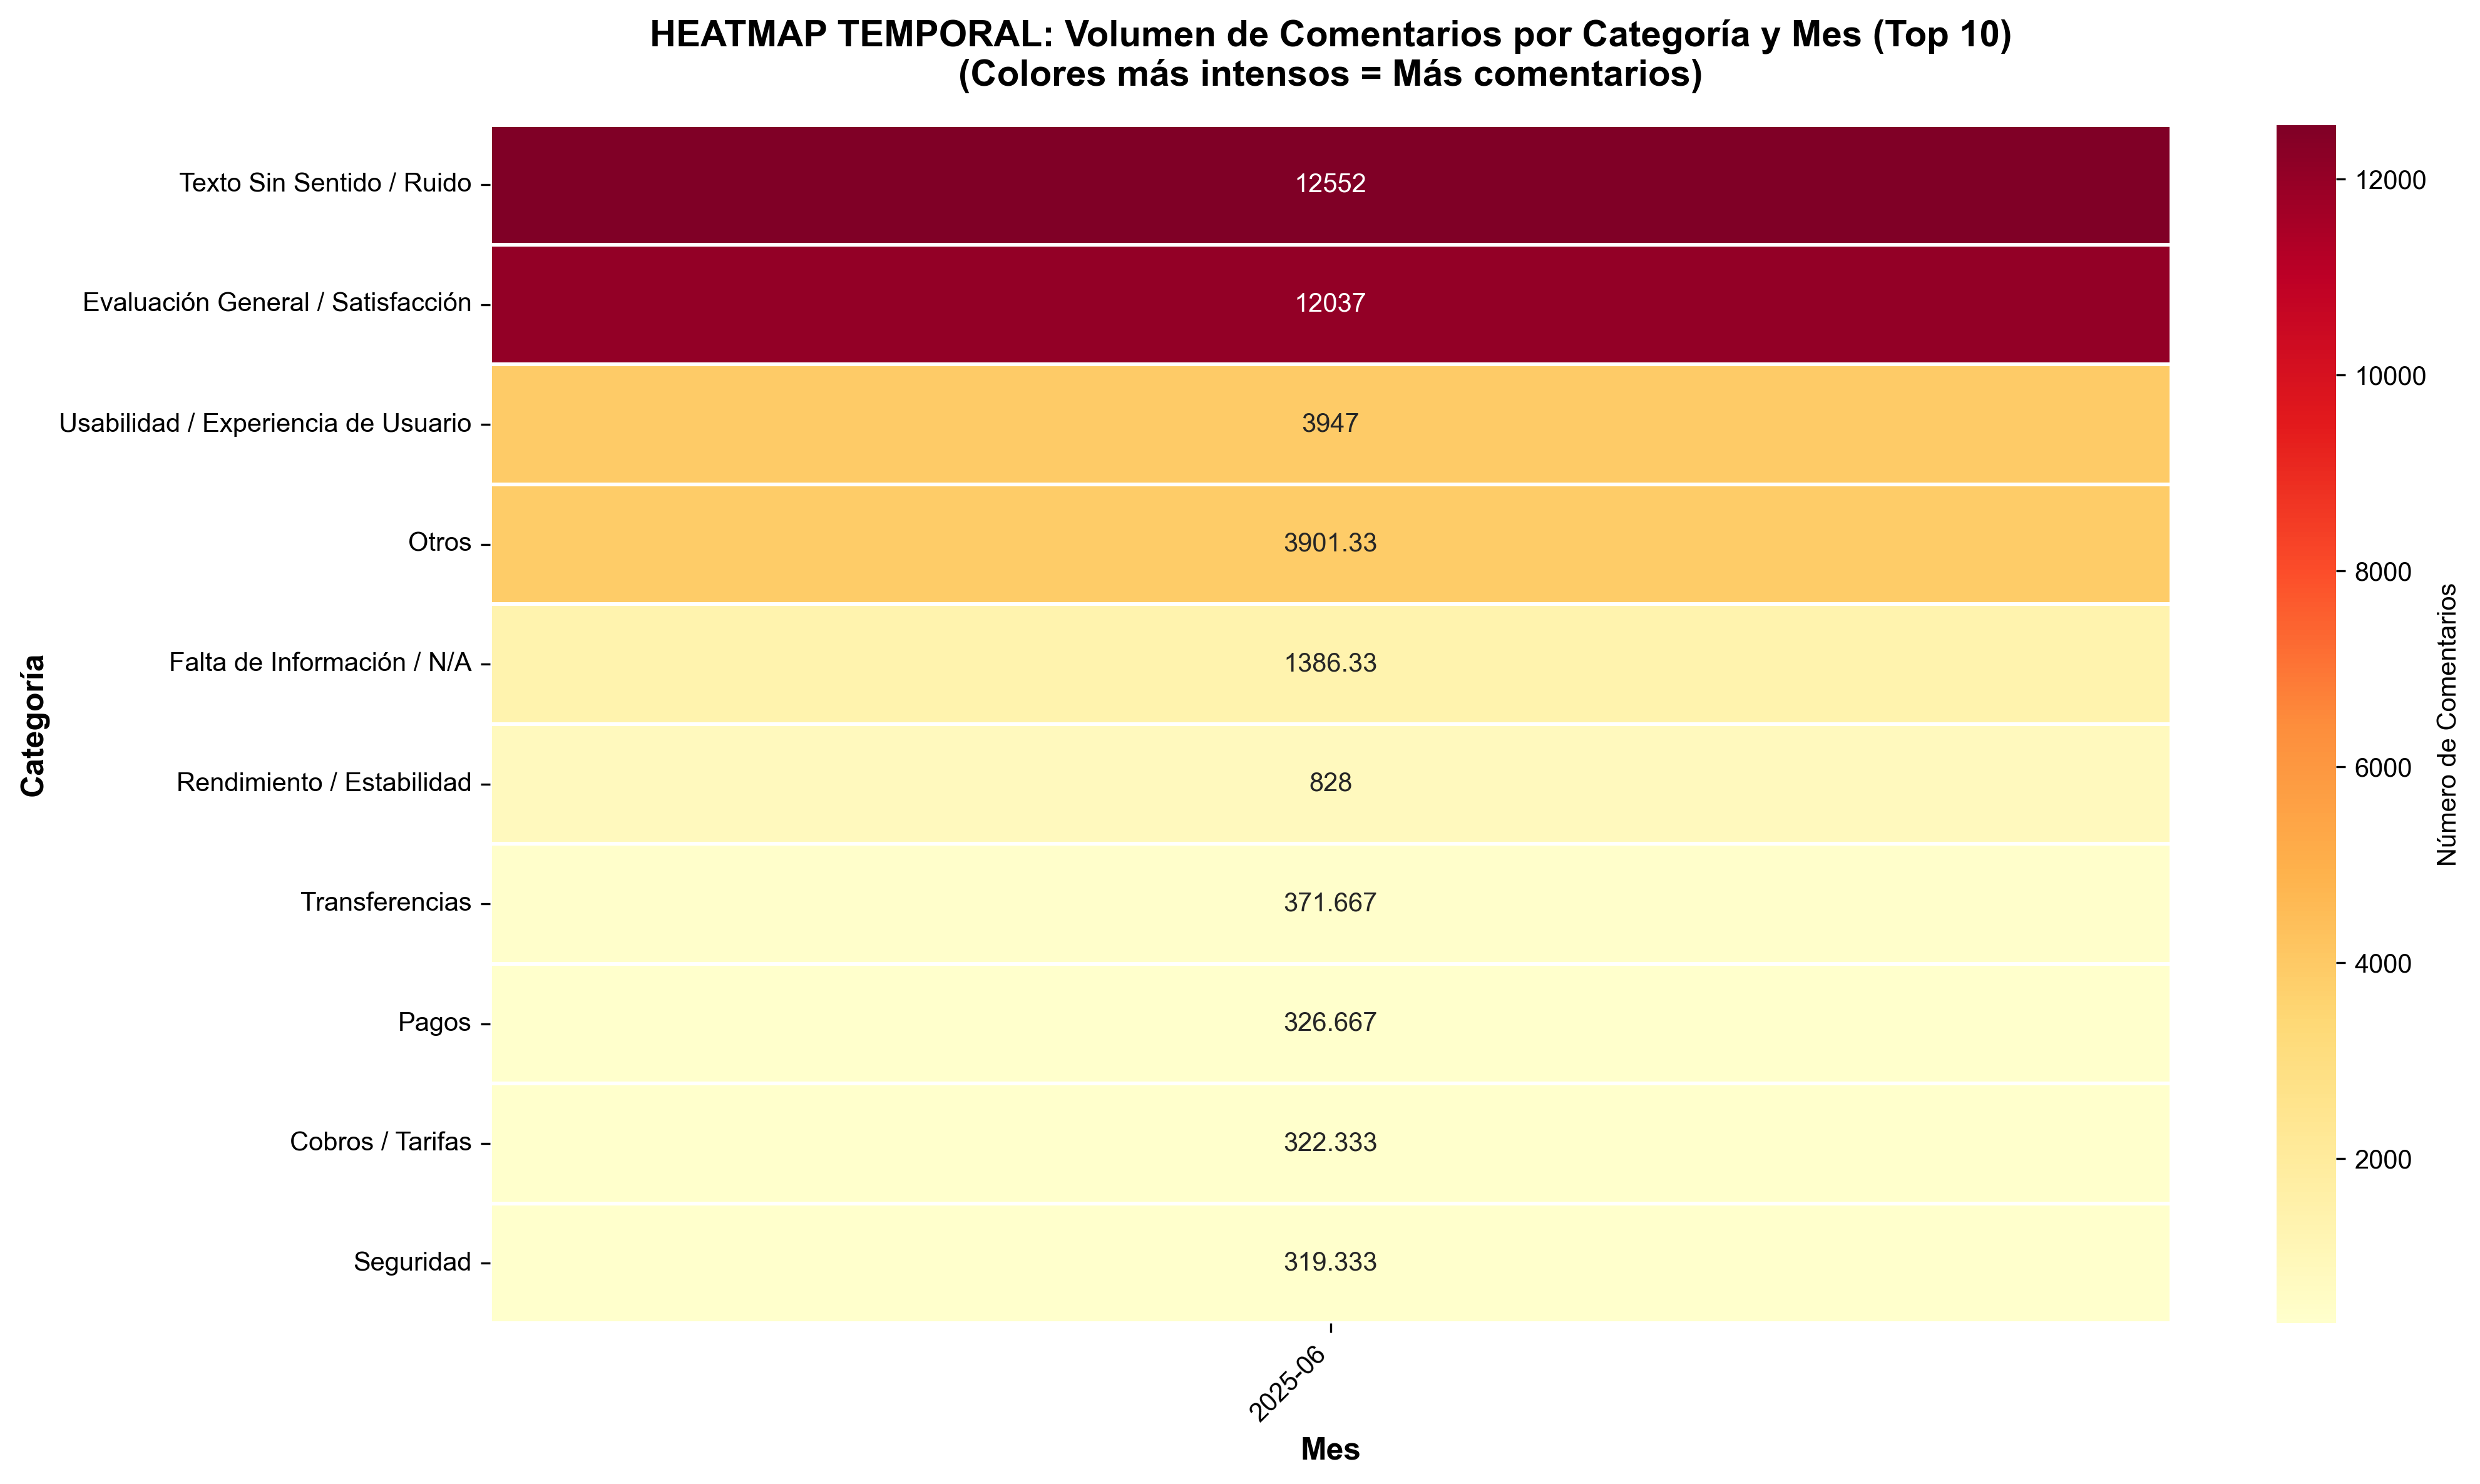 HEATMAP TEMPORAL: Volumen de Comentarios por Categoría y Mes (Top 10)
(Colores más intensos = Más comentarios)
Categoría
Texto Sin Sentido / Ruido
12552
Evaluación General / Satisfacción
12037
Usabilidad / Experiencia de Usuario
3947
Otros
3901.33
Falta de Información / N/A
1386.33
Rendimiento / Estabilidad
828
Transferencias
371.667
Pagos
326.667
Cobros / Tarifas
322.333
Seguridad
319.333
2025-06
Mes
12000
10000
8000
6000
4000
2000
Número de Comentarios